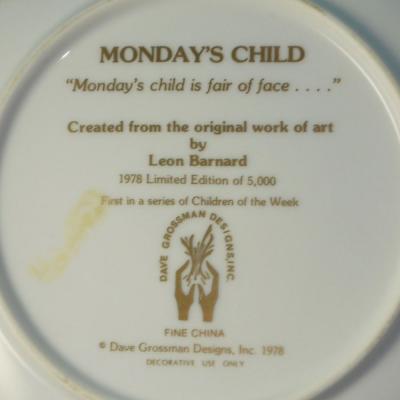 MONDAY'S CHILD
"Monday's child is fair of face . . . ."
Created from the original work of art
by
Leon Barnard
1978 Limited Edition of 5,000
First in a series of Children of the Week
DAVE GROSSMAN DESIGNS, INC.
FINE CHINA
© Dave Grossman Designs, Inc. 1978
DECORATIVE USE ONLY